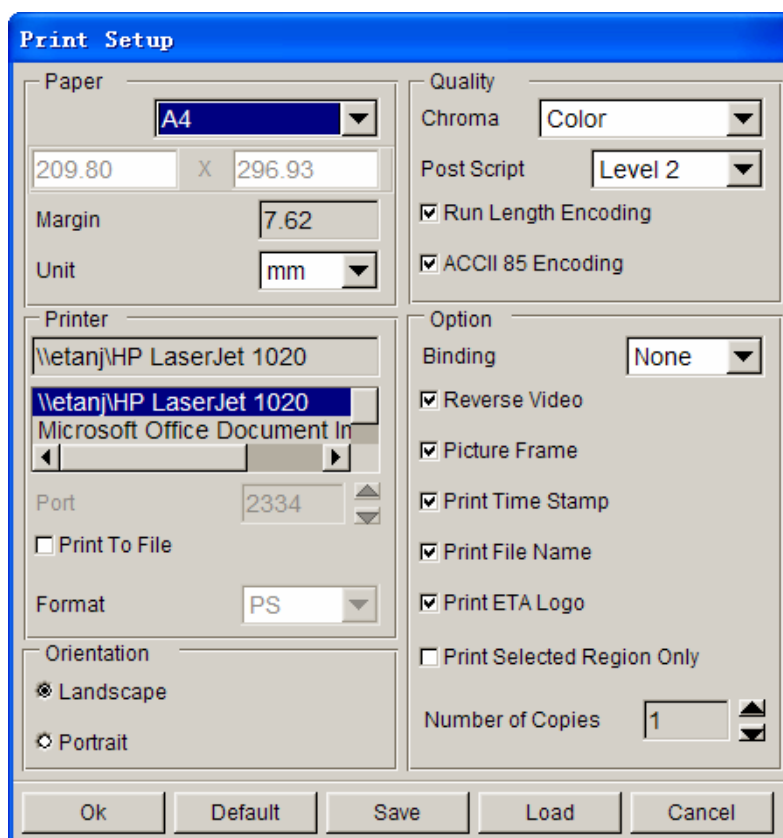 Print Setup
Paper
A4
209.80 X 296.93
Margin 7.62
Unit mm
Printer
\\etanj\HP LaserJet 1020
\\etanj\HP LaserJet 1020
Microsoft Office Document Im
Port 2334
Print To File
Format PS
Orientation
Landscape
Portrait
Quality
Chroma Color
Post Script Level 2
Run Length Encoding
ACCII 85 Encoding
Option
Binding None
Reverse Video
Picture Frame
Print Time Stamp
Print File Name
Print ETA Logo
Print Selected Region Only
Number of Copies 1
Ok Default Save Load Cancel